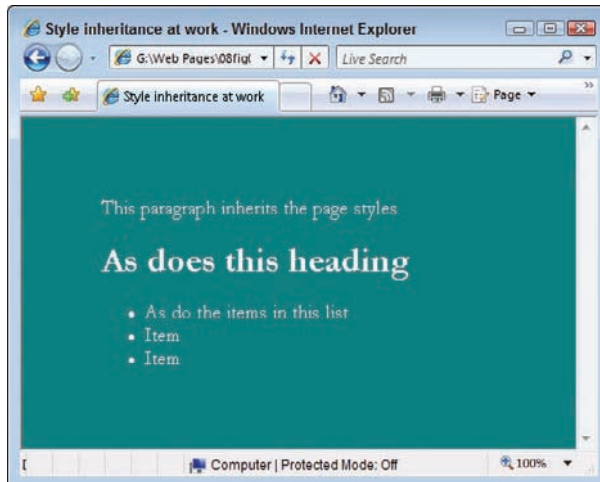 Style inheritance at work - Windows Internet Explorer
G:\Web Pages\08fig(
Live Search
Style inheritance at work
Page
This paragraph inherits the page styles
As does this heading
As do the items in this list
Item
Item
Computer | Protected Mode: Off
100%